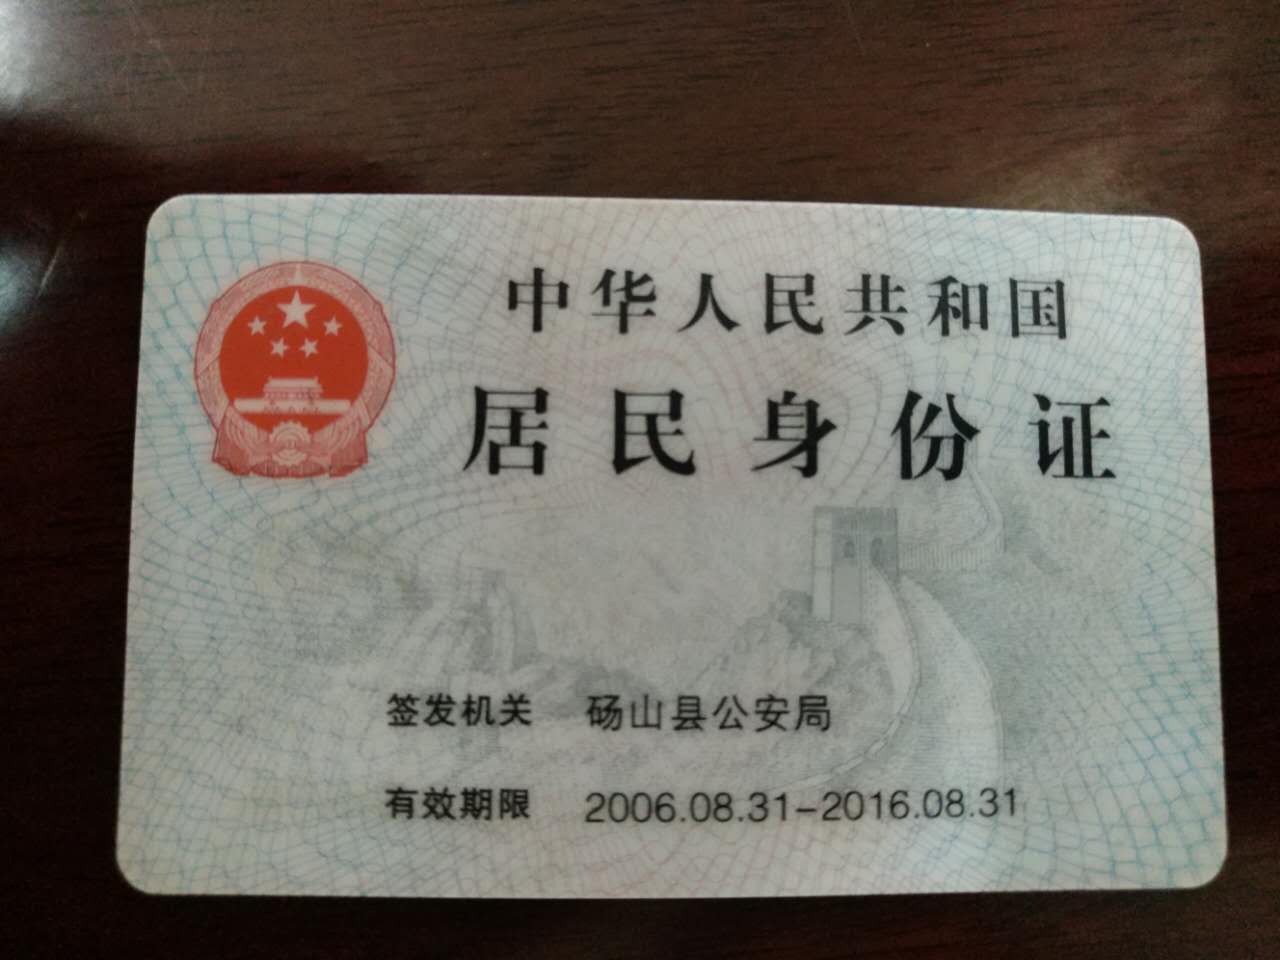 中华人民共和国
居民身份证
签发机关 砀山县公安局
有效期限 2006.08.31-2016.08.31